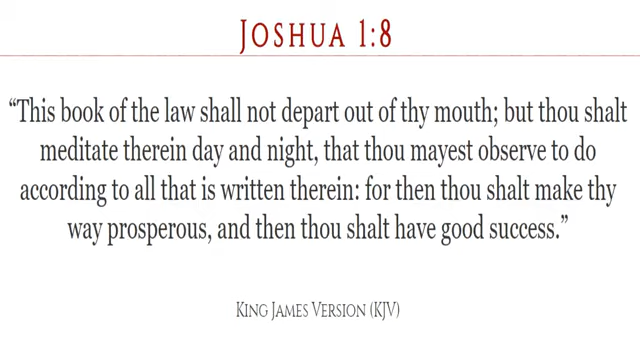 Joshua 1:8
“This book of the law shall not depart out of thy mouth; but thou shalt
meditate therein day and night, that thou mayest observe to do
according to all that is written therein: for then thou shalt make thy
way prosperous, and then thou shalt have good success.”
King James Version (KJV)